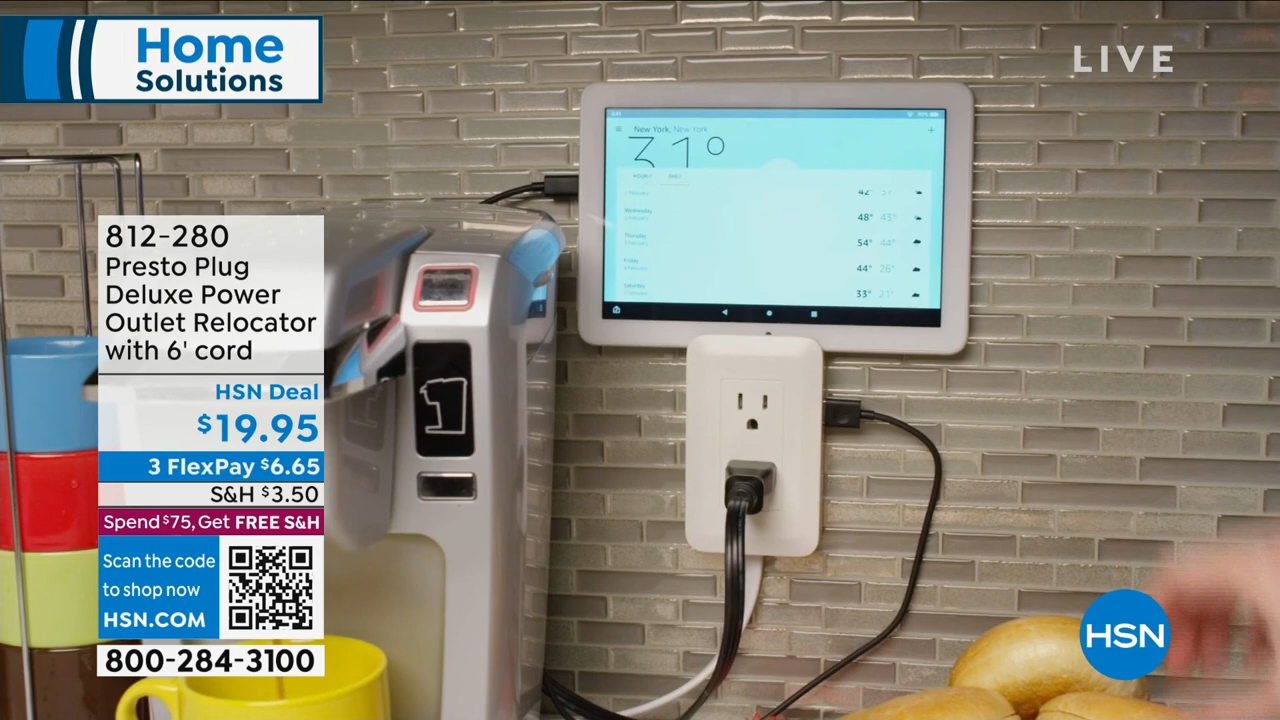 Home
Solutions
LIVE
812-280
Presto Plug
Deluxe Power
Outlet Relocator
with 6' cord
HSN Deal
$19.95
3 FlexPay $6.65
S&H $3.50
Spend $75, Get FREE S&H
Scan the code
to shop now
HSN.COM
800-284-3100
New York, New York
31°
Wednesday
48° 43°
Thursday
54° 44°
Friday
44° 26°
Saturday
33° 21°
HSN